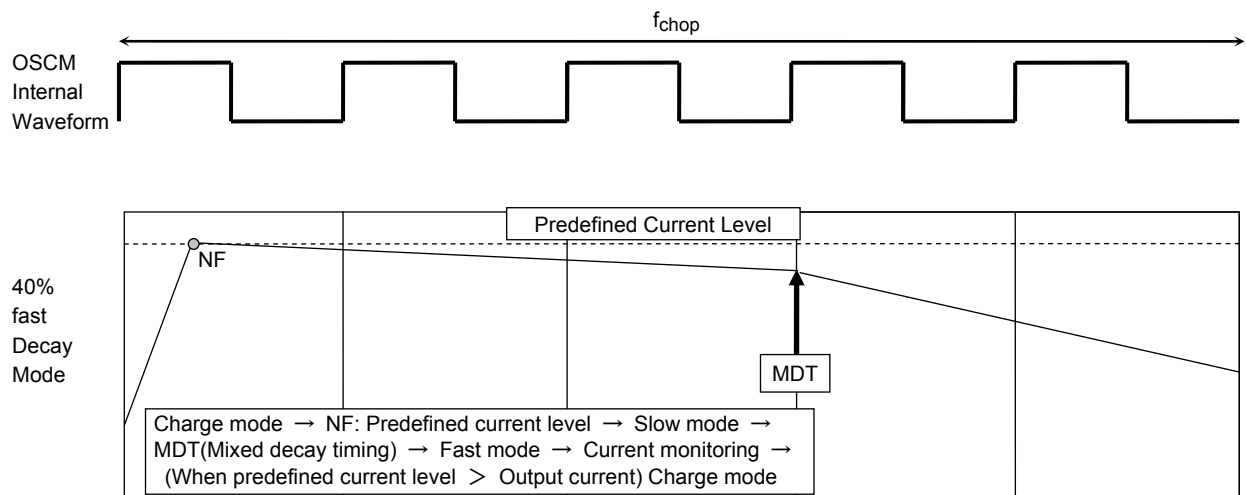 fchop
OSCM
Internal
Waveform
Predefined Current Level
NF
40%
fast
Decay
Mode
MDT
Charge mode → NF: Predefined current level → Slow mode →
MDT(Mixed decay timing) → Fast mode → Current monitoring →
(When predefined current level ＞ Output current) Charge mode